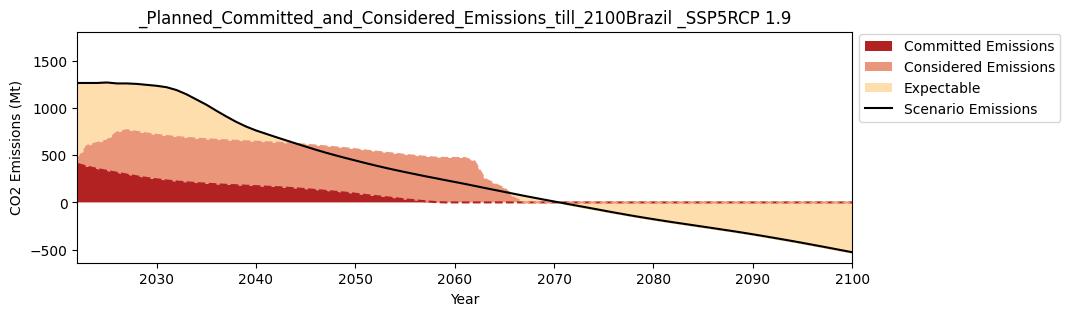 _Planned_Committed_and_Considered_Emissions_till_2100Brazil _SSP5RCP 1.9
CO2 Emissions (Mt)
1500
1000
500
0
−500
2030
2040
2050
2060
2070
2080
2090
2100
Year
Committed Emissions
Considered Emissions
Expectable
Scenario Emissions